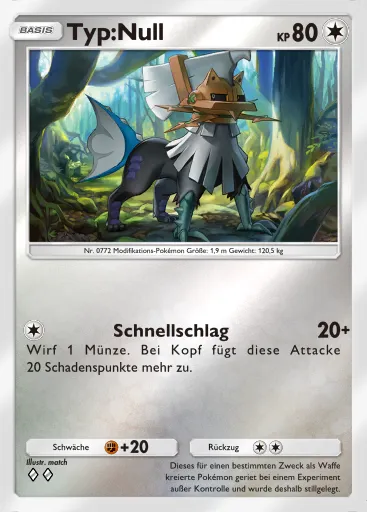 BASIS Typ:Null KP 80
Nr. 0772 Modifikations-Pokémon Größe: 1,9 m Gewicht: 120,5 kg
Schnellschlag 20+
Wirf 1 Münze. Bei Kopf fügt diese Attacke
20 Schadenspunkte mehr zu.
Schwäche +20 Rückzug
Illustr. match
Dieses für einen bestimmten Zweck als Waffe
kreierte Pokémon geriet bei einem Experiment
außer Kontrolle und wurde deshalb stillgelegt.